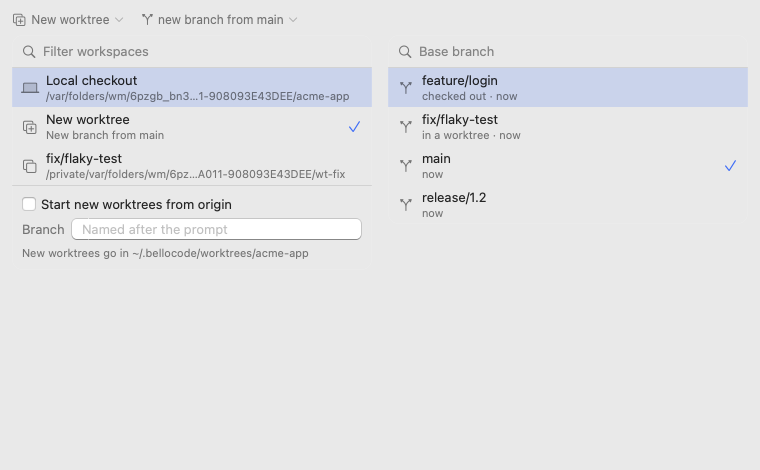 New worktree
new branch from main
Filter workspaces
Local checkout
/var/folders/wm/6pzgb_bn3...1-908093E43DEE/acme-app
New worktree
New branch from main
fix/flaky-test
/private/var/folders/wm/6pz...A011-908093E43DEE/wt-fix
Start new worktrees from origin
Branch
Named after the prompt
New worktrees go in ~/.bellocode/worktrees/acme-app
Base branch
feature/login
checked out · now
fix/flaky-test
in a worktree · now
main
now
release/1.2
now